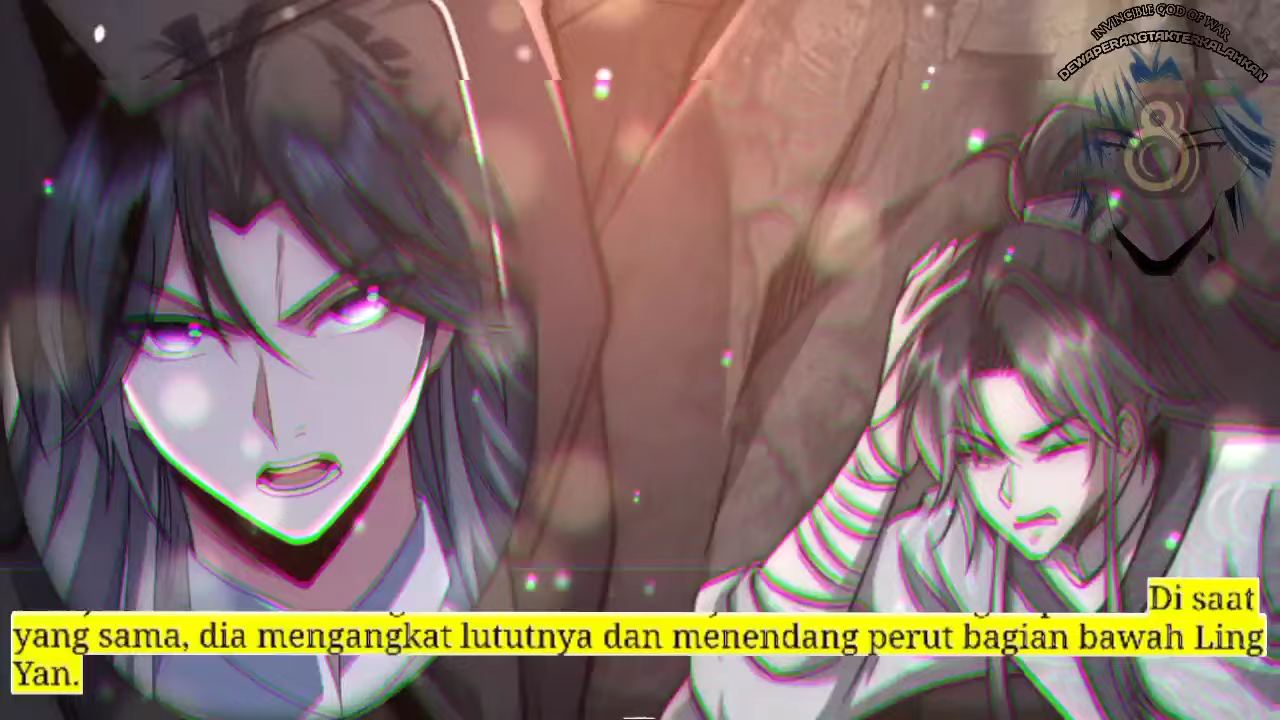 INVINCIBLE GOD OF WAR
DEWAPERANGTAKTERKALAHKAN
Di saat
yang sama, dia mengangkat lututnya dan menendang perut bagian bawah Ling
Yan.